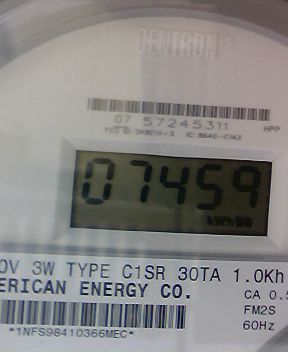 CENTRON®
07 57245311
HPP
07459
kWh
0V 3W TYPE C1SR 30TA 1.0Kh
ERICAN ENERGY CO.
CA 0.5
FM2S
60Hz
*1NFS98410366MEC*